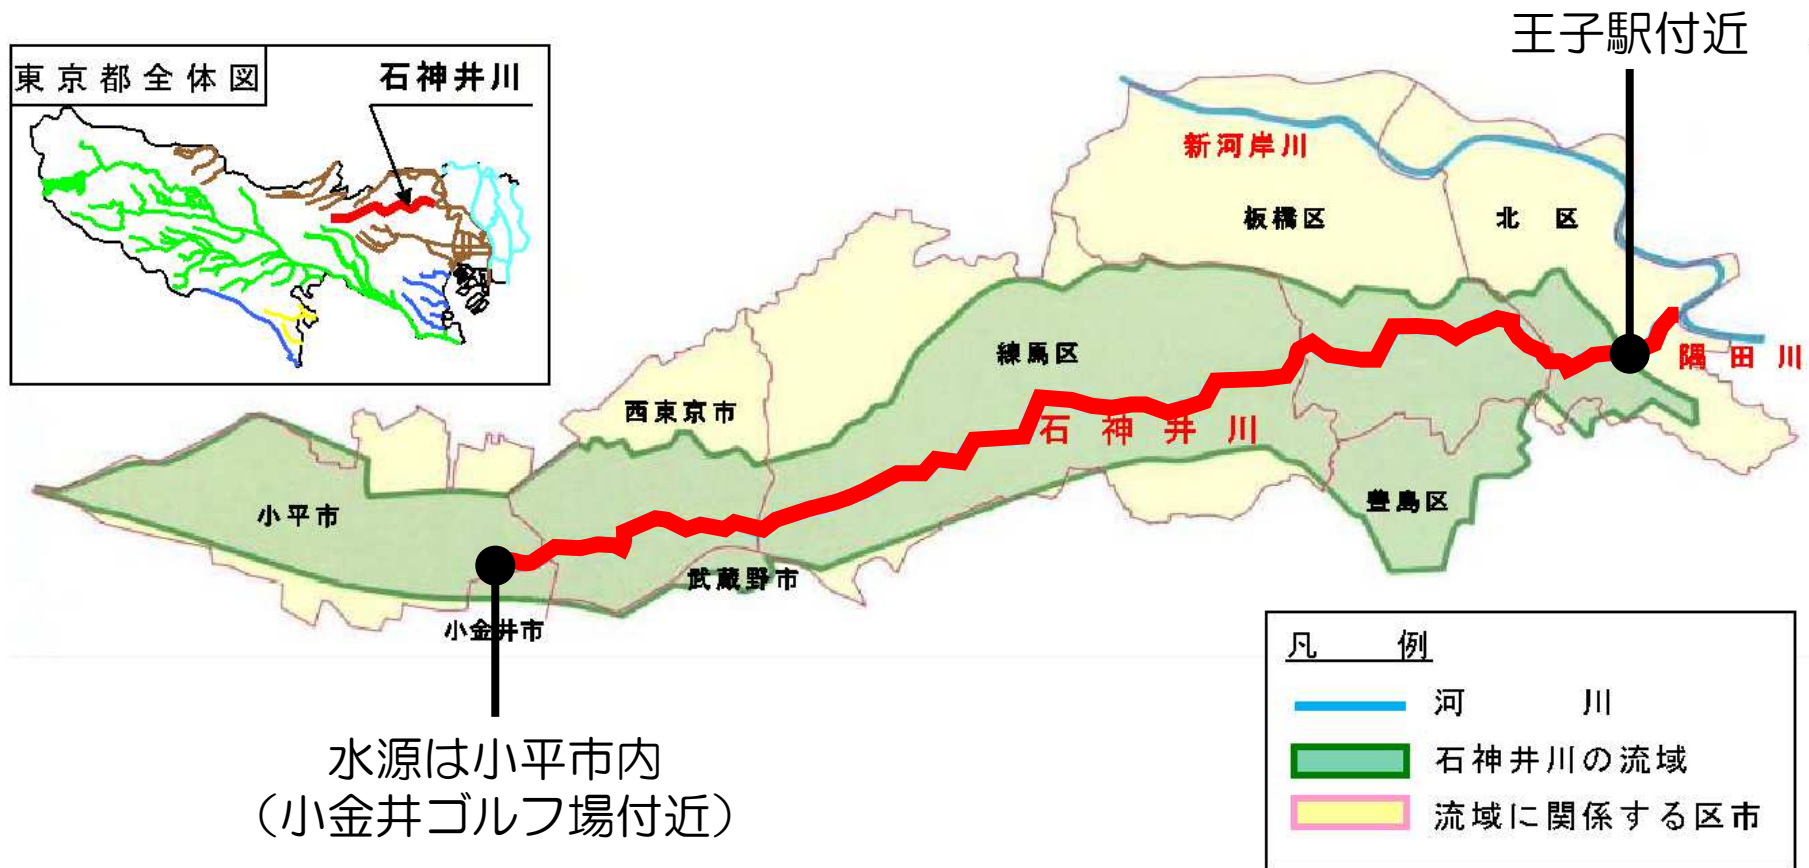 王子駅付近
東京都全体図
石神井川
新河岸川
板橋区
北 区
練馬区
隅 田 川
西東京市
石 神 井 川
小平市
豊島区
武蔵野市
小金井市
水源は小平市内
（小金井ゴルフ場付近）
凡 例
河 川
石神井川の流域
流域に関係する区市